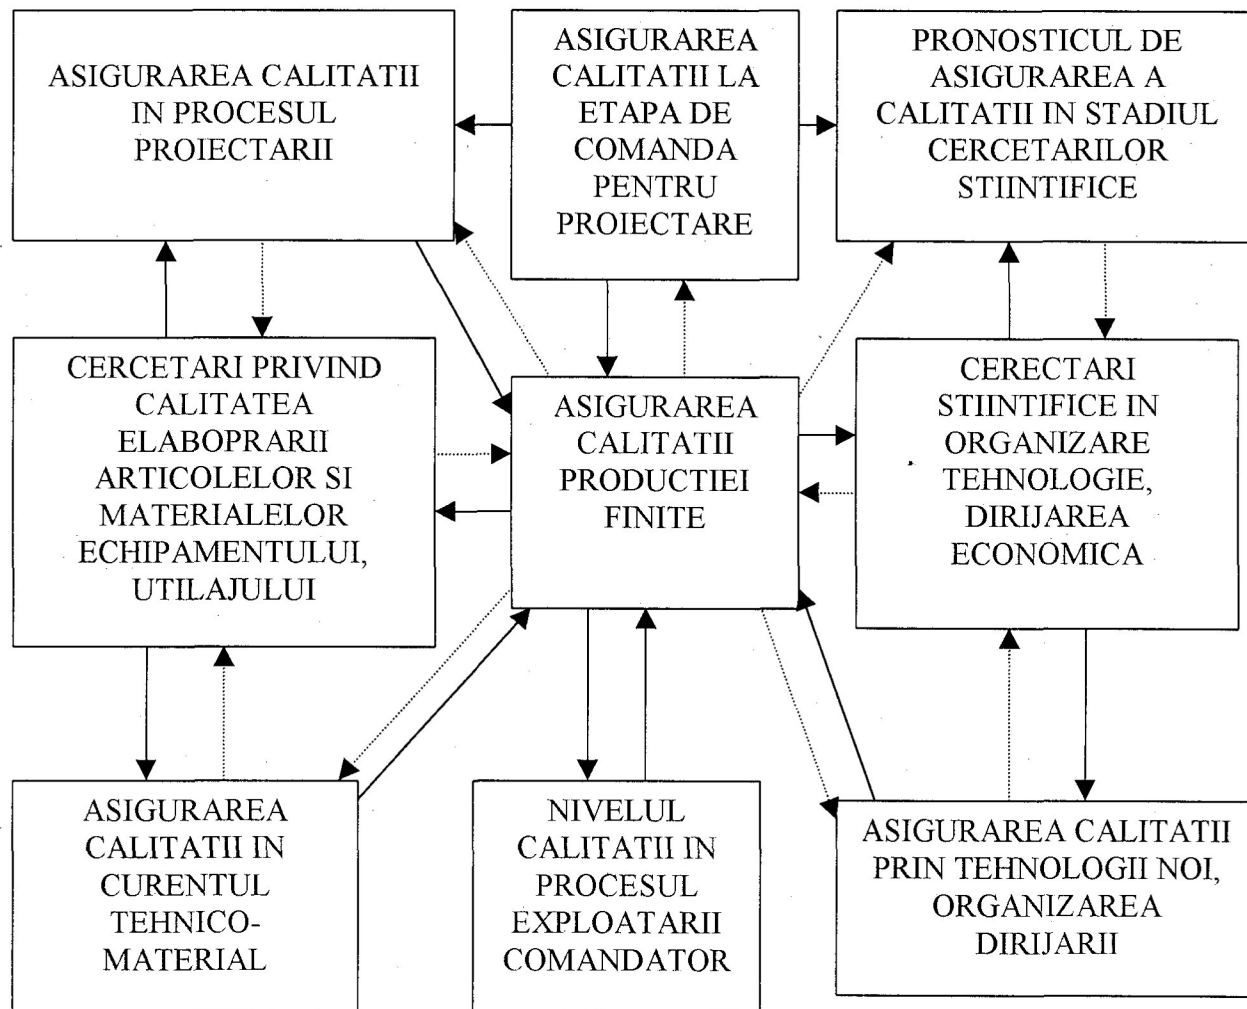 ASIGURAREA CALITATII
IN PROCESUL
PROIECTARII
ASIGURAREA
CALITATII LA
ETAPA DE
COMANDA
PENTRU
PROIECTARE
PRONOSTICUL DE
ASIGURAREA A
CALITATII IN STADIUL
CERCETARILOR
STIINTIFICE
CERCETARI PRIVIND
CALITATEA
ELABOPRARII
ARTICOLELOR SI
MATERIALELOR
ECHIPAMENTULUI,
UTILAJULUI
ASIGURAREA
CALITATII
PRODUCTIEI
FINITE
CERECTARI
STIINTIFICE IN
ORGANIZARE
TEHNOLOGIE,
DIRIJAREA
ECONOMICA
ASIGURAREA
CALITATII IN
CURENTUL
TEHNICO-
MATERIAL
NIVELUL
CALITATII IN
PROCESUL
EXPLOATARII
COMANDATOR
ASIGURAREA CALITATII
PRIN TEHNOLOGII NOI,
ORGANIZAREA
DIRIJARII